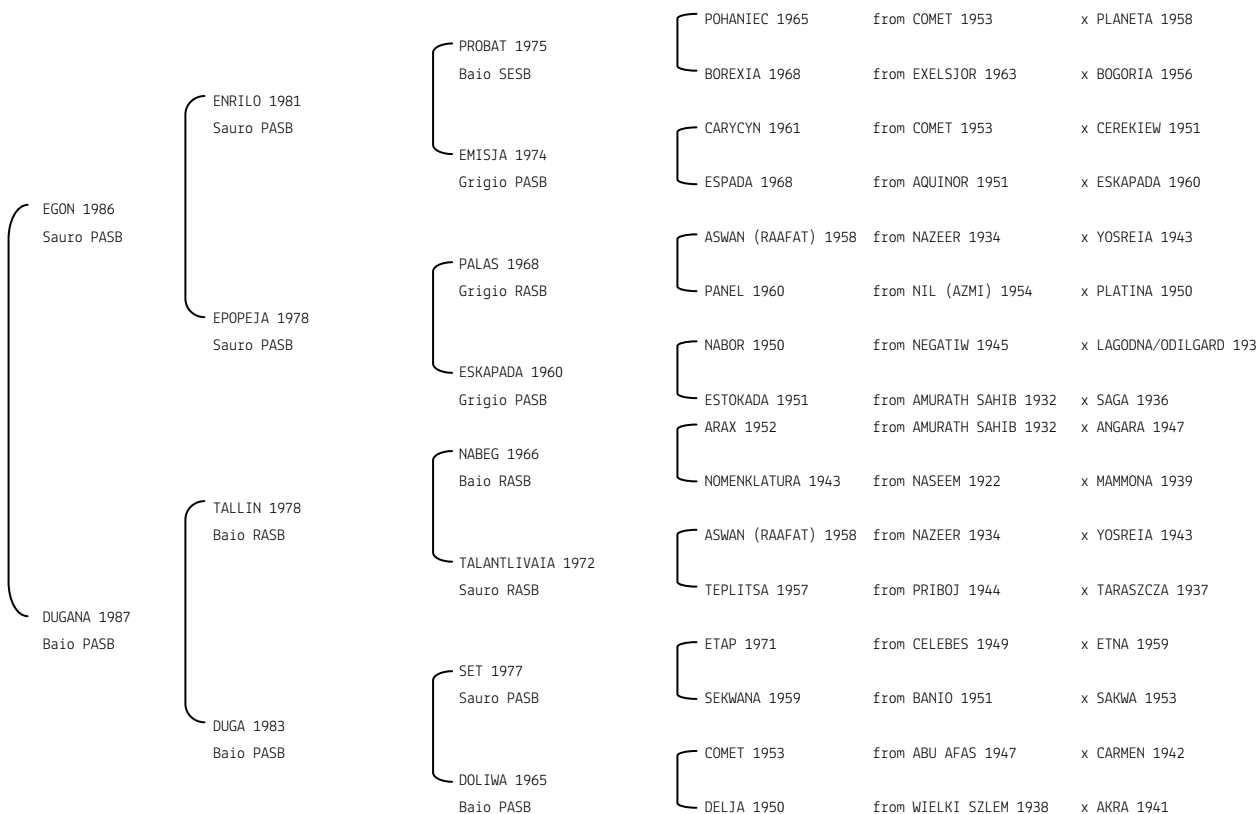 POHANIEC 1965 from COMET 1953 x PLANETA 1958
PROBAT 1975
Baio SESB
BOREXIA 1968 from EXELSJOR 1963 x BOGORIA 1956
ENRILO 1981
Sauro PASB
CARYCYN 1961 from COMET 1953 x CEREKIEW 1951
EMISJA 1974
Grigio PASB
ESPADA 1968 from AQUINOR 1951 x ESKAPADA 1960
EGON 1986
Sauro PASB
ASWAN (RAAFAT) 1958 from NAZEER 1934 x YOSREIA 1943
PALAS 1968
Grigio RASB
PANEL 1960 from NIL (AZMI) 1954 x PLATINA 1950
EPOPEJA 1978
Sauro PASB
NABOR 1950 from NEGATIW 1945 x LAGODNA/ODILGARD 193
ESKAPADA 1960
Grigio PASB
ESTOKADA 1951 from AMURATH SAHIB 1932 x SAGA 1936
ARAX 1952 from AMURATH SAHIB 1932 x ANGARA 1947
NABEG 1966
Baio RASB
NOMENKLATURA 1943 from NASEEM 1922 x MAMMONA 1939
TALLIN 1978
Baio RASB
ASWAN (RAAFAT) 1958 from NAZEER 1934 x YOSREIA 1943
TALANTLIVAIA 1972
Sauro RASB
TEPLITSA 1957 from PRIBOJ 1944 x TARASZCZA 1937
DUGANA 1987
Baio PASB
ETAP 1971 from CELEBES 1949 x ETNA 1959
SET 1977
Sauro PASB
SEKWANA 1959 from BANIO 1951 x SAKWA 1953
DUGA 1983
Baio PASB
COMET 1953 from ABU AFAS 1947 x CARMEN 1942
DOLIWA 1965
Baio PASB
DELJA 1950 from WIELKI SZLEM 1938 x AKRA 1941